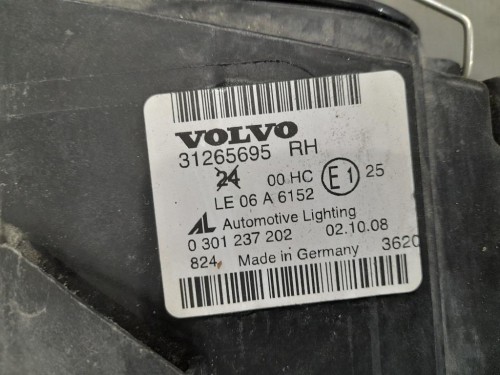 VOLVO
31265695 RH
24 00 HC E1 25
LE 06 A 6152
AL Automotive Lighting
0 301 237 202 02.10.08
824 Made in Germany 3620